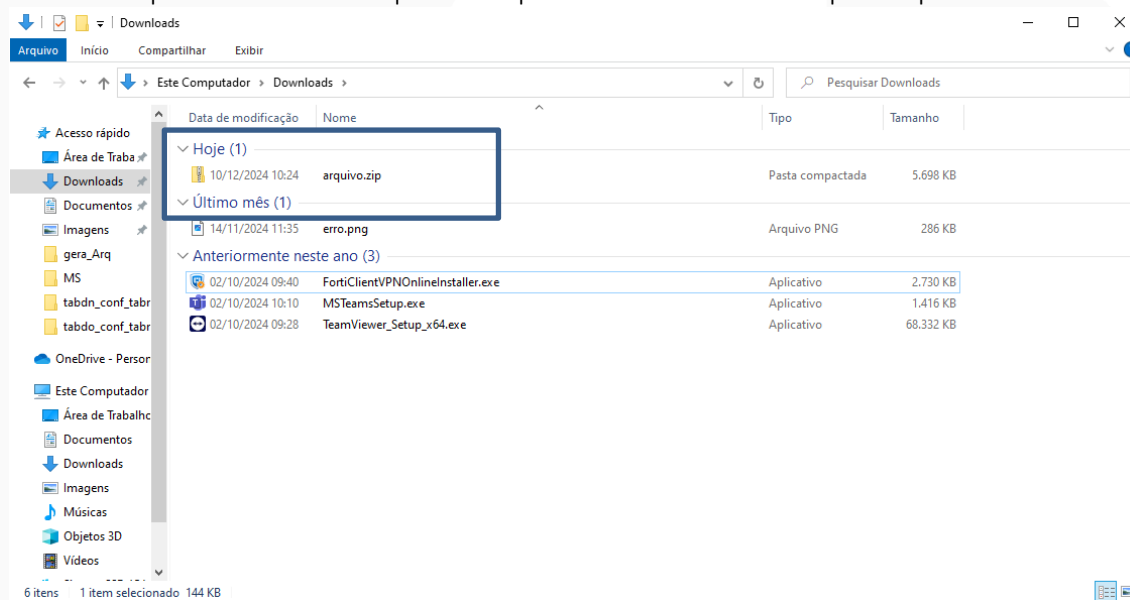 Downloads
Arquivo Início Compartilhar Exibir
Este Computador > Downloads >
Pesquisar Downloads
Data de modificação Nome Tipo Tamanho
Acesso rápido
Área de Traba
Downloads
Documentos
Imagens
gera_Arq
MS
tabdn_conf_tabr
tabdo_conf_tabr
OneDrive - Person
Este Computador
Área de Trabalho
Documentos
Downloads
Imagens
Músicas
Objetos 3D
Vídeos
Hoje (1)
10/12/2024 10:24 arquivo.zip Pasta compactada 5.698 KB
Último mês (1)
14/11/2024 11:35 erro.png Arquivo PNG 286 KB
Anteriormente neste ano (3)
02/10/2024 09:40 FortiClientVPNOnlineInstaller.exe Aplicativo 2.730 KB
02/10/2024 10:10 MSTeamsSetup.exe Aplicativo 1.416 KB
02/10/2024 09:28 TeamViewer_Setup_x64.exe Aplicativo 68.332 KB
6 itens 1 item selecionado 144 KB